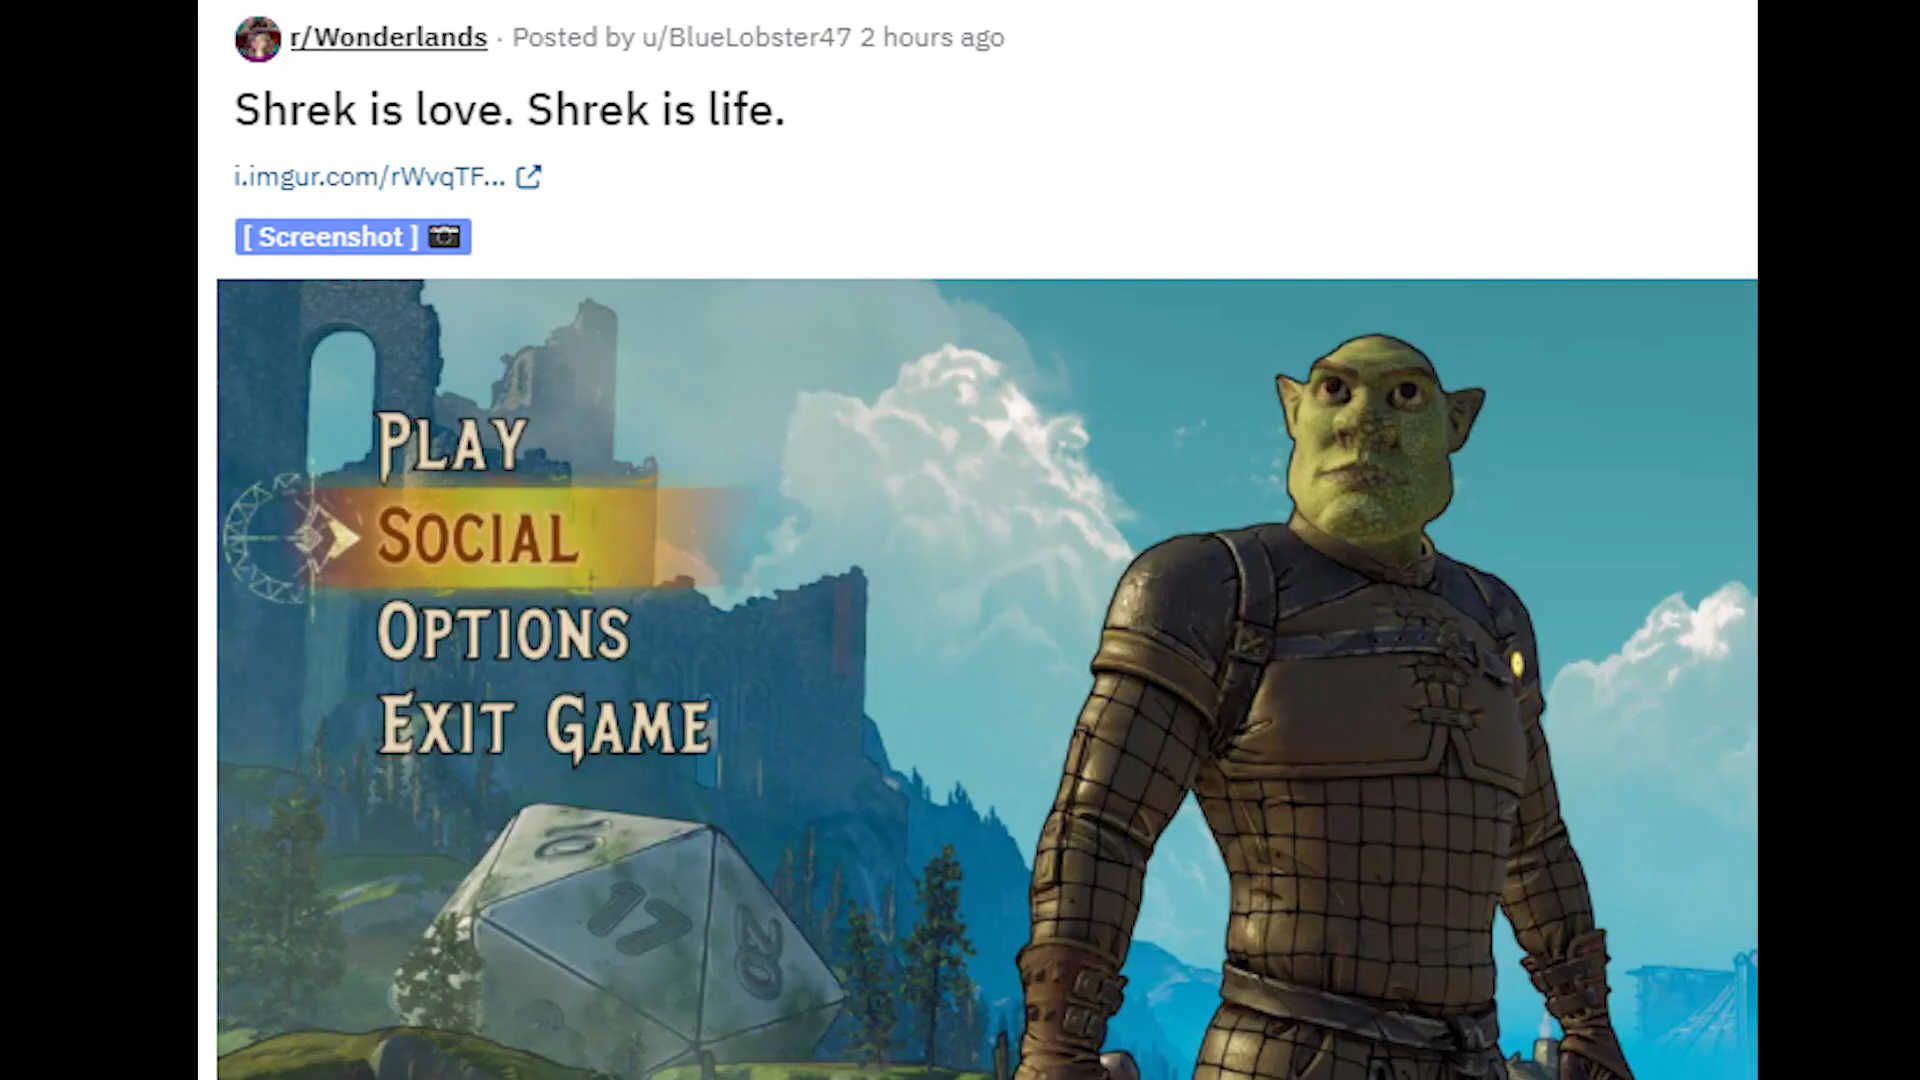 r/Wonderlands · Posted by u/BlueLobster47 2 hours ago
Shrek is love. Shrek is life.
i.imgur.com/rWvqTF...
[ Screenshot ]
PLAY
SOCIAL
OPTIONS
EXIT GAME
10
17
20